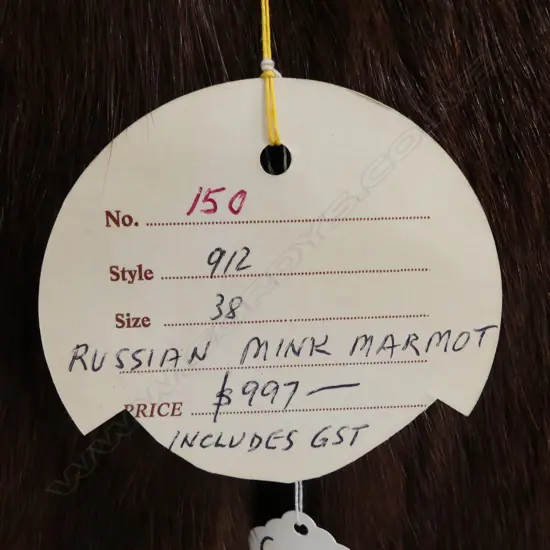 No. 150
Style 912
Size 38
RUSSIAN MINK MARMOT
PRICE $997 —
INCLUDES GST